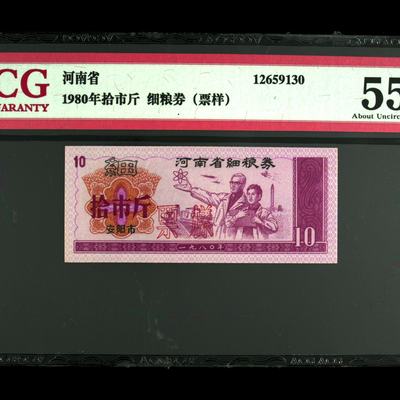 CG
河南省
12659130
55
WARANTY
1980年拾市斤 细粮券（票样）
About Uncirc
10
河南省细粮券
拾市斤
票样
安阳市
10
一九八〇年